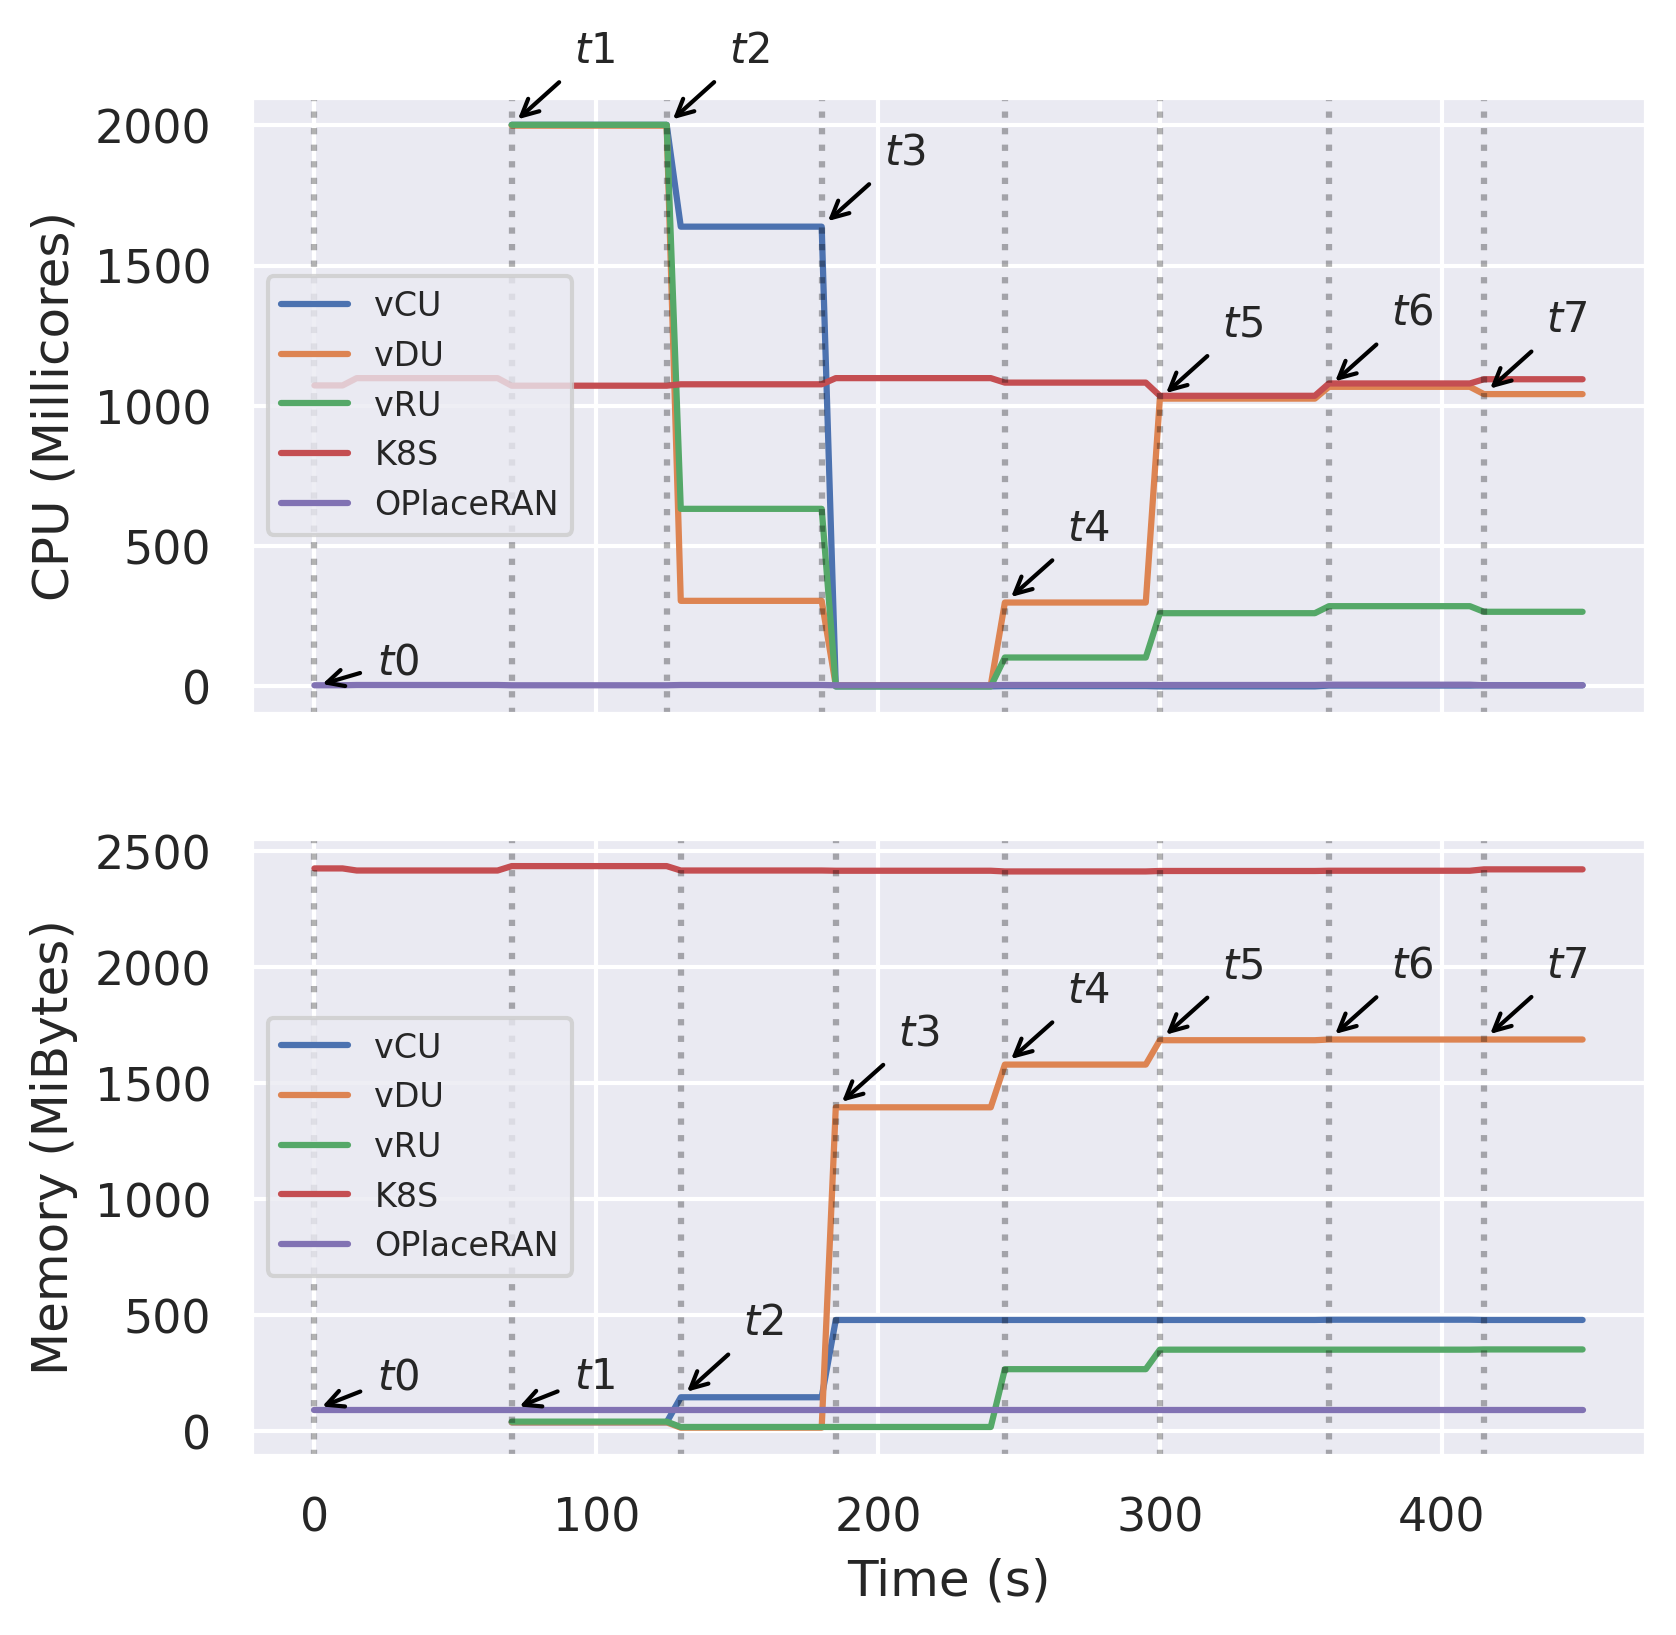 t1
t2
2000
t3
1500
vCU
t5
t6
t7
vDU
1000
vRU
K8S
OPlaceRAN
500
t4
t0
0
CPU (Millicores)
2500
2000
t5
t6
t7
t4
t3
vCU
1500
vDU
vRU
1000
K8S
OPlaceRAN
500
t2
t0
t1
0
Memory (MiBytes)
0
100
200
300
400
Time (s)